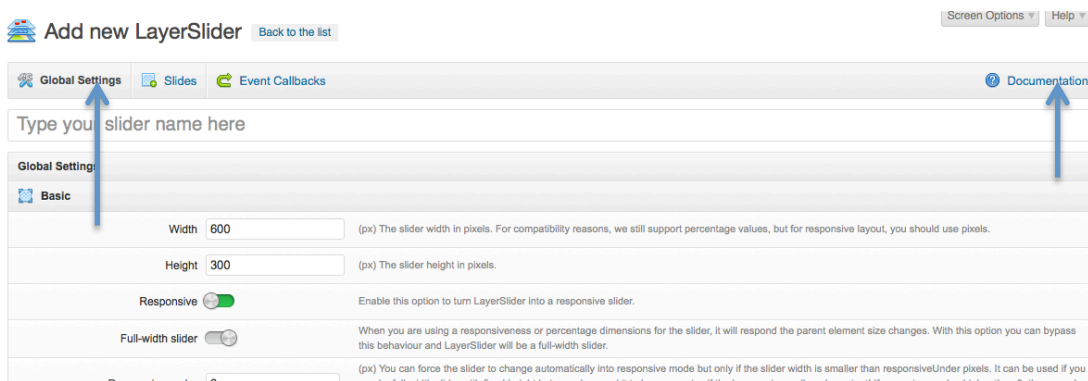 Screen Options Help
Add new LayerSlider Back to the list
Global Settings Slides Event Callbacks Documentation
Type your slider name here
Global Settings
Basic
Width 600 (px) The slider width in pixels. For compatibility reasons, we still support percentage values, but for responsive layout, you should use pixels.
Height 300 (px) The slider height in pixels.
Responsive Enable this option to turn LayerSlider into a responsive slider.
Full-width slider When you are using a responsiveness or percentage dimensions for the slider, it will respond the parent element size changes. With this option you can bypass
this behaviour and LayerSlider will be a full-width slider.
(px) You can force the slider to change automatically into responsive mode but only if the slider width is smaller than responsiveUnder pixels. It can be used if you